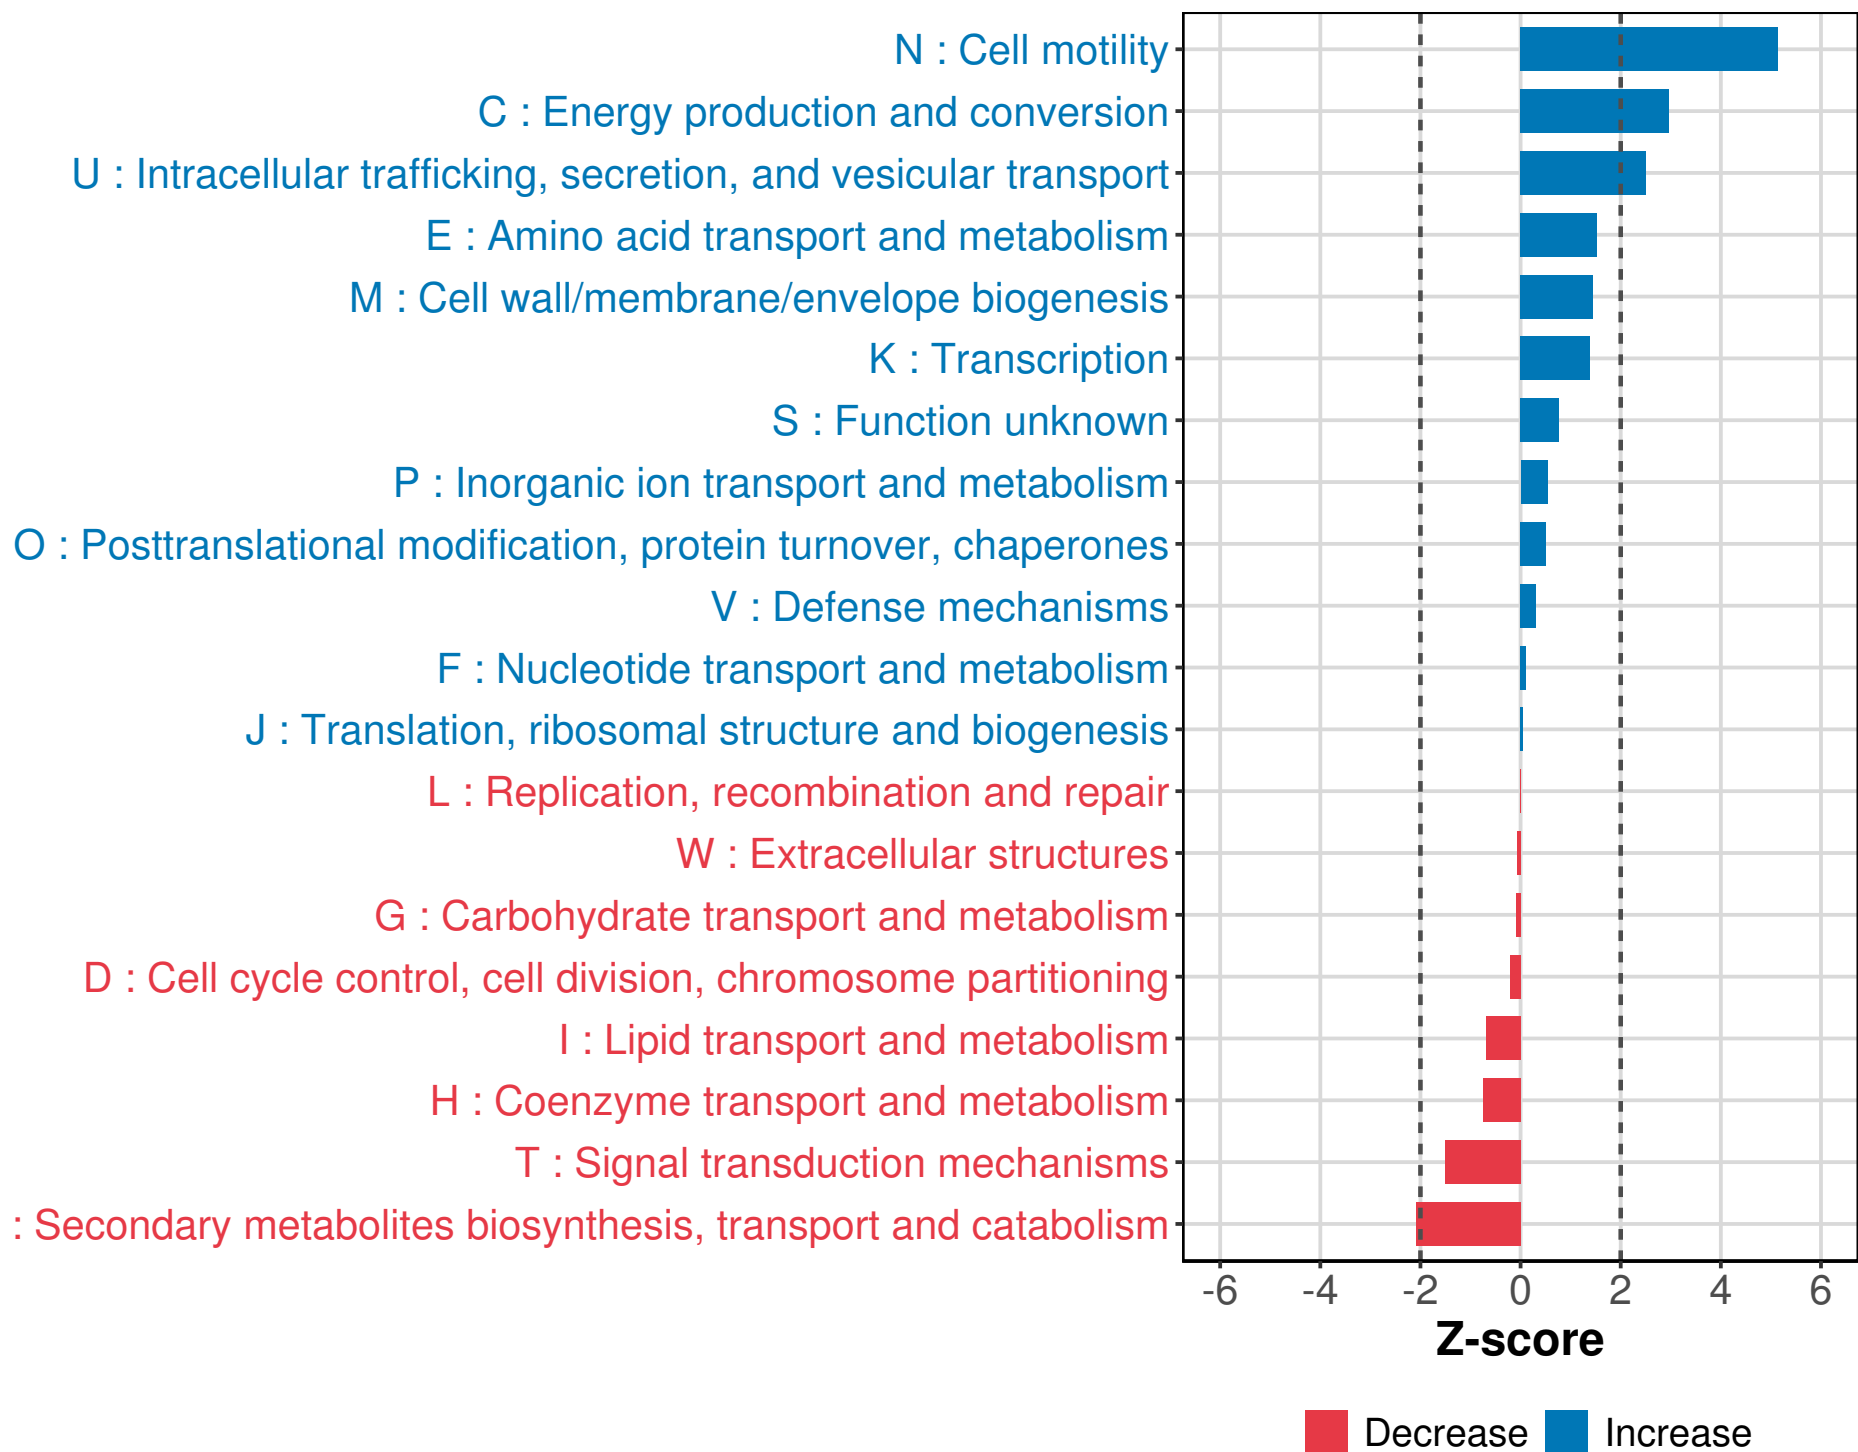 N : Cell motility
C : Energy production and conversion
U : Intracellular trafficking, secretion, and vesicular transport
E : Amino acid transport and metabolism
M : Cell wall/membrane/envelope biogenesis
K : Transcription
S : Function unknown
P : Inorganic ion transport and metabolism
O : Posttranslational modification, protein turnover, chaperones
V : Defense mechanisms
F : Nucleotide transport and metabolism
J : Translation, ribosomal structure and biogenesis
L : Replication, recombination and repair
W : Extracellular structures
G : Carbohydrate transport and metabolism
D : Cell cycle control, cell division, chromosome partitioning
I : Lipid transport and metabolism
H : Coenzyme transport and metabolism
T : Signal transduction mechanisms
: Secondary metabolites biosynthesis, transport and catabolism
-6 -4 -2 0 2 4 6
Z-score
Decrease Increase